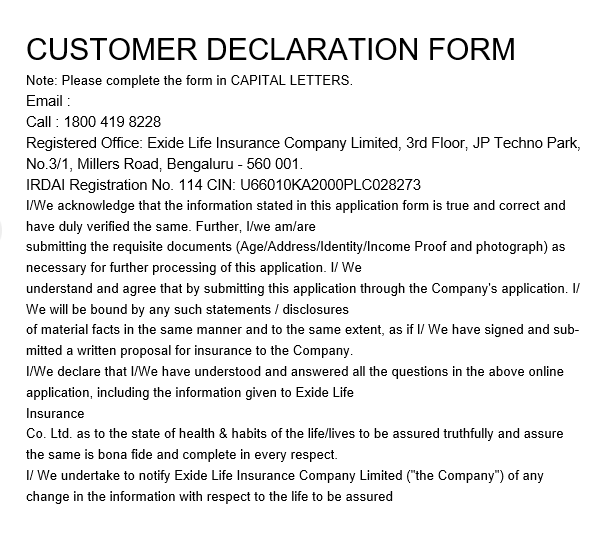 CUSTOMER DECLARATION FORM
Note: Please complete the form in CAPITAL LETTERS.
Email :
Call : 1800 419 8228
Registered Office: Exide Life Insurance Company Limited, 3rd Floor, JP Techno Park,
No.3/1, Millers Road, Bengaluru - 560 001.
IRDAI Registration No. 114 CIN: U66010KA2000PLC028273
I/We acknowledge that the information stated in this application form is true and correct and
have duly verified the same. Further, I/we am/are
submitting the requisite documents (Age/Address/Identity/Income Proof and photograph) as
necessary for further processing of this application. I/ We
understand and agree that by submitting this application through the Company's application. I/
We will be bound by any such statements / disclosures
of material facts in the same manner and to the same extent, as if I/ We have signed and sub-
mitted a written proposal for insurance to the Company.
I/We declare that I/We have understood and answered all the questions in the above online
application, including the information given to Exide Life
Insurance
Co. Ltd. as to the state of health & habits of the life/lives to be assured truthfully and assure
the same is bona fide and complete in every respect.
I/ We undertake to notify Exide Life Insurance Company Limited ("the Company") of any
change in the information with respect to the life to be assured